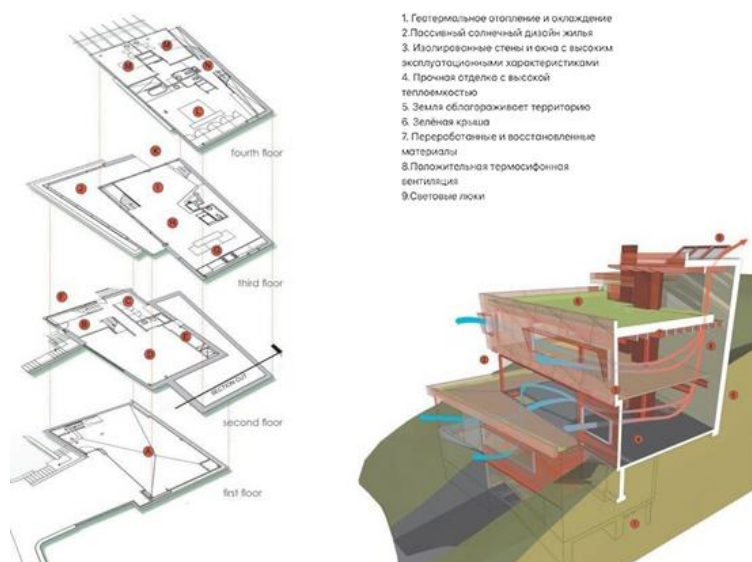 1. Геотермальное отопление и охлаждение
2.Пассивный солнечный дизайн жилья
3. Изолированные стены и окна с высоким
эксплуатационными характеристиками
4. Прочная отделка с высокой
теплоемкостью
5. Земля облагораживает территорию
6. Зелёная крыша
7. Переработанные и восстановленные
материалы
8.Положительная термосифонная
вентиляция
9.Световые люки
M
M
N
L
fourth floor
K
J
I
H
G
third floor
F
C
B
E
D
SECTION CUT
second floor
A
first floor